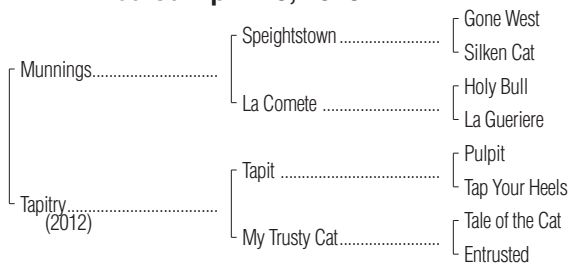 Speightstown
Gone West
Silken Cat
Munnings
La Comete
Holy Bull
La Gueriere
Tapit
Pulpit
Tap Your Heels
Tapitry
(2012)
My Trusty Cat
Tale of the Cat
Entrusted